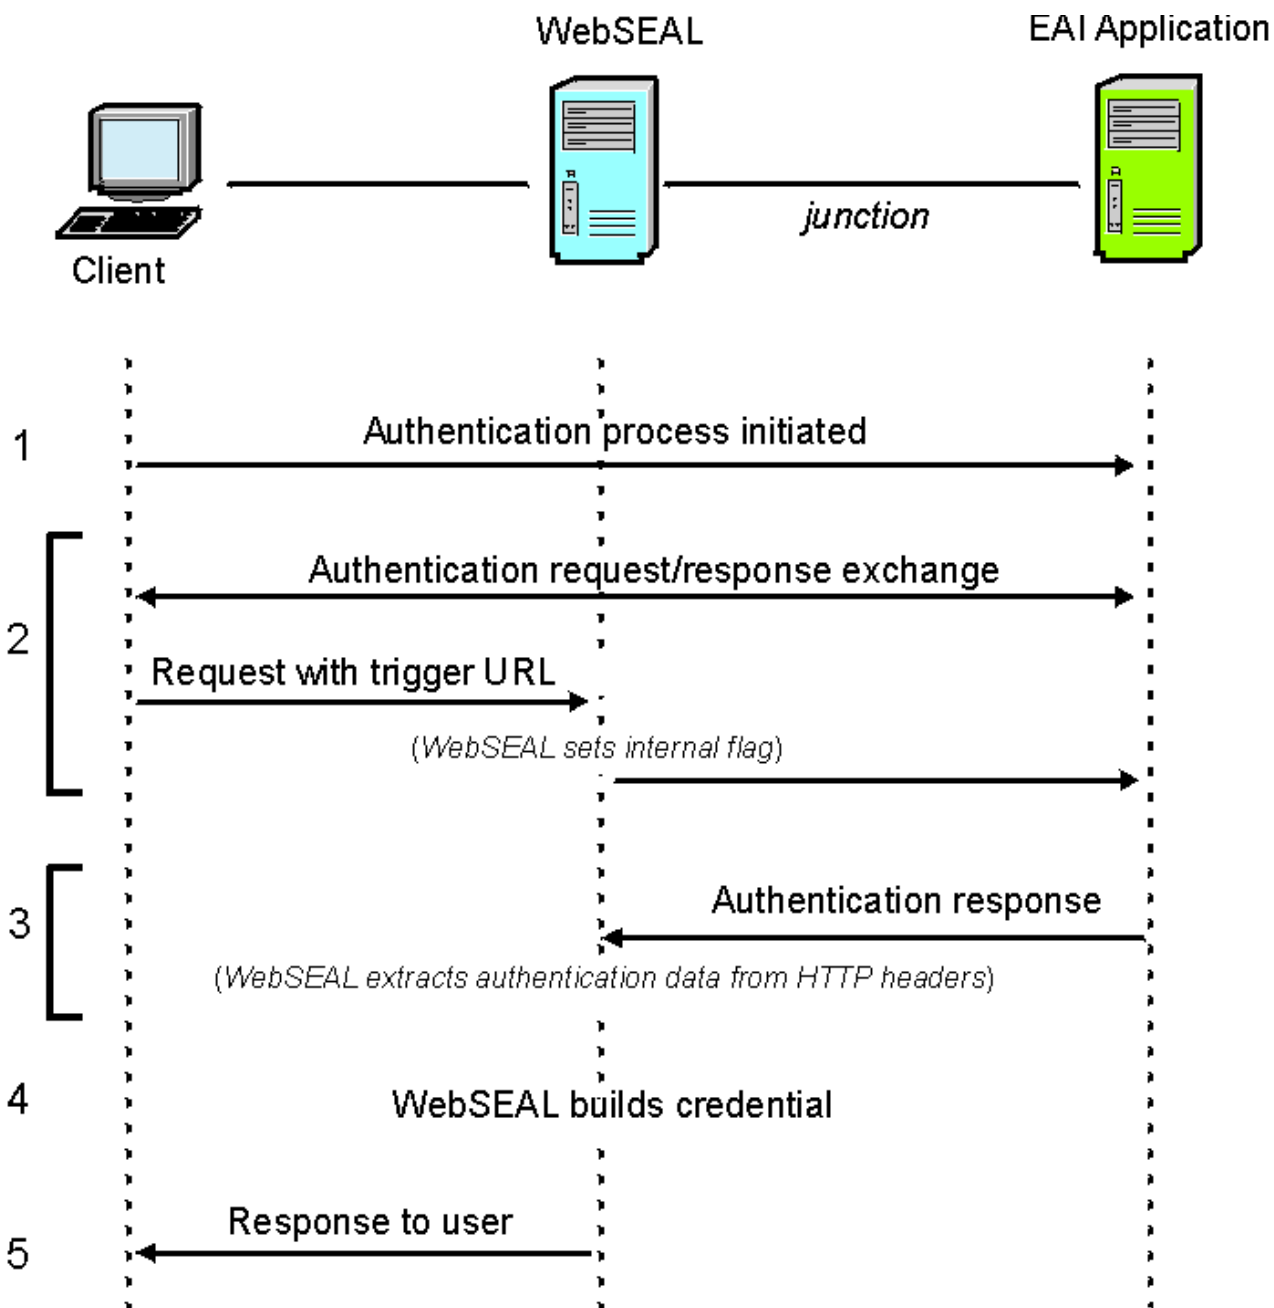 WebSEAL
EAI Application
junction
Client
1
Authentication process initiated
Authentication request/response exchange
2
Request with trigger URL
(WebSEAL sets internal flag)
Authentication response
3
(WebSEAL extracts authentication data from HTTP headers)
4
WebSEAL builds credential
Response to user
5